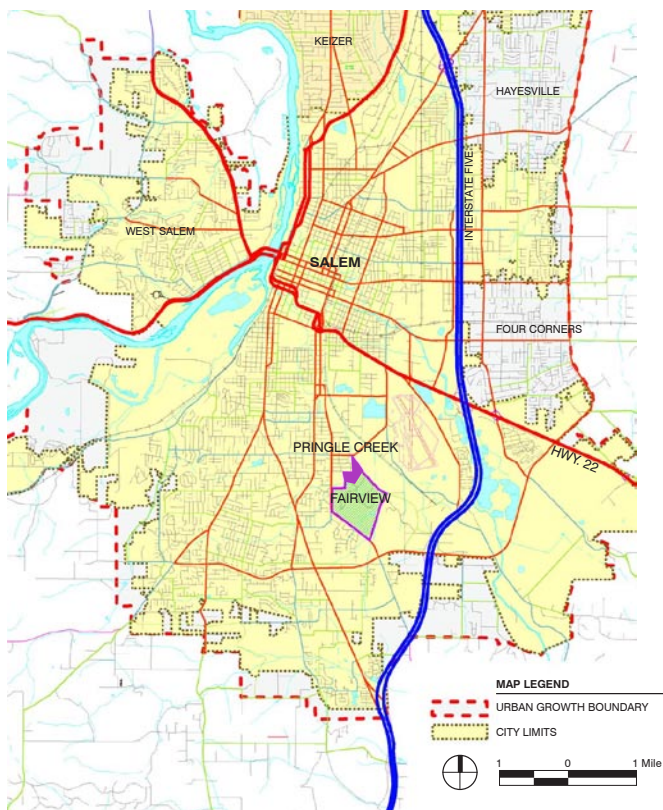 KEIZER
HAYESVILLE
INTERSTATE FIVE
WEST SALEM
SALEM
FOUR CORNERS
PRINGLE CREEK
HWY. 22
FAIRVIEW
MAP LEGEND
URBAN GROWTH BOUNDARY
CITY LIMITS
1 0 1 Mile